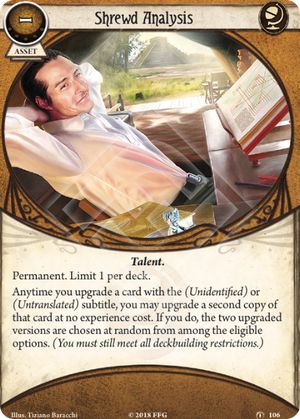 Shrewd Analysis
ASSET
Talent.
Permanent. Limit 1 per deck.
Anytime you upgrade a card with the (Unidentified) or
(Untranslated) subtitle, you may upgrade a second copy of
that card at no experience cost. If you do, the two upgraded
versions are chosen at random from among the eligible
options. (You must still meet all deckbuilding restrictions.)
Illus. Tiziano Baracchi
© 2018 FFG
106